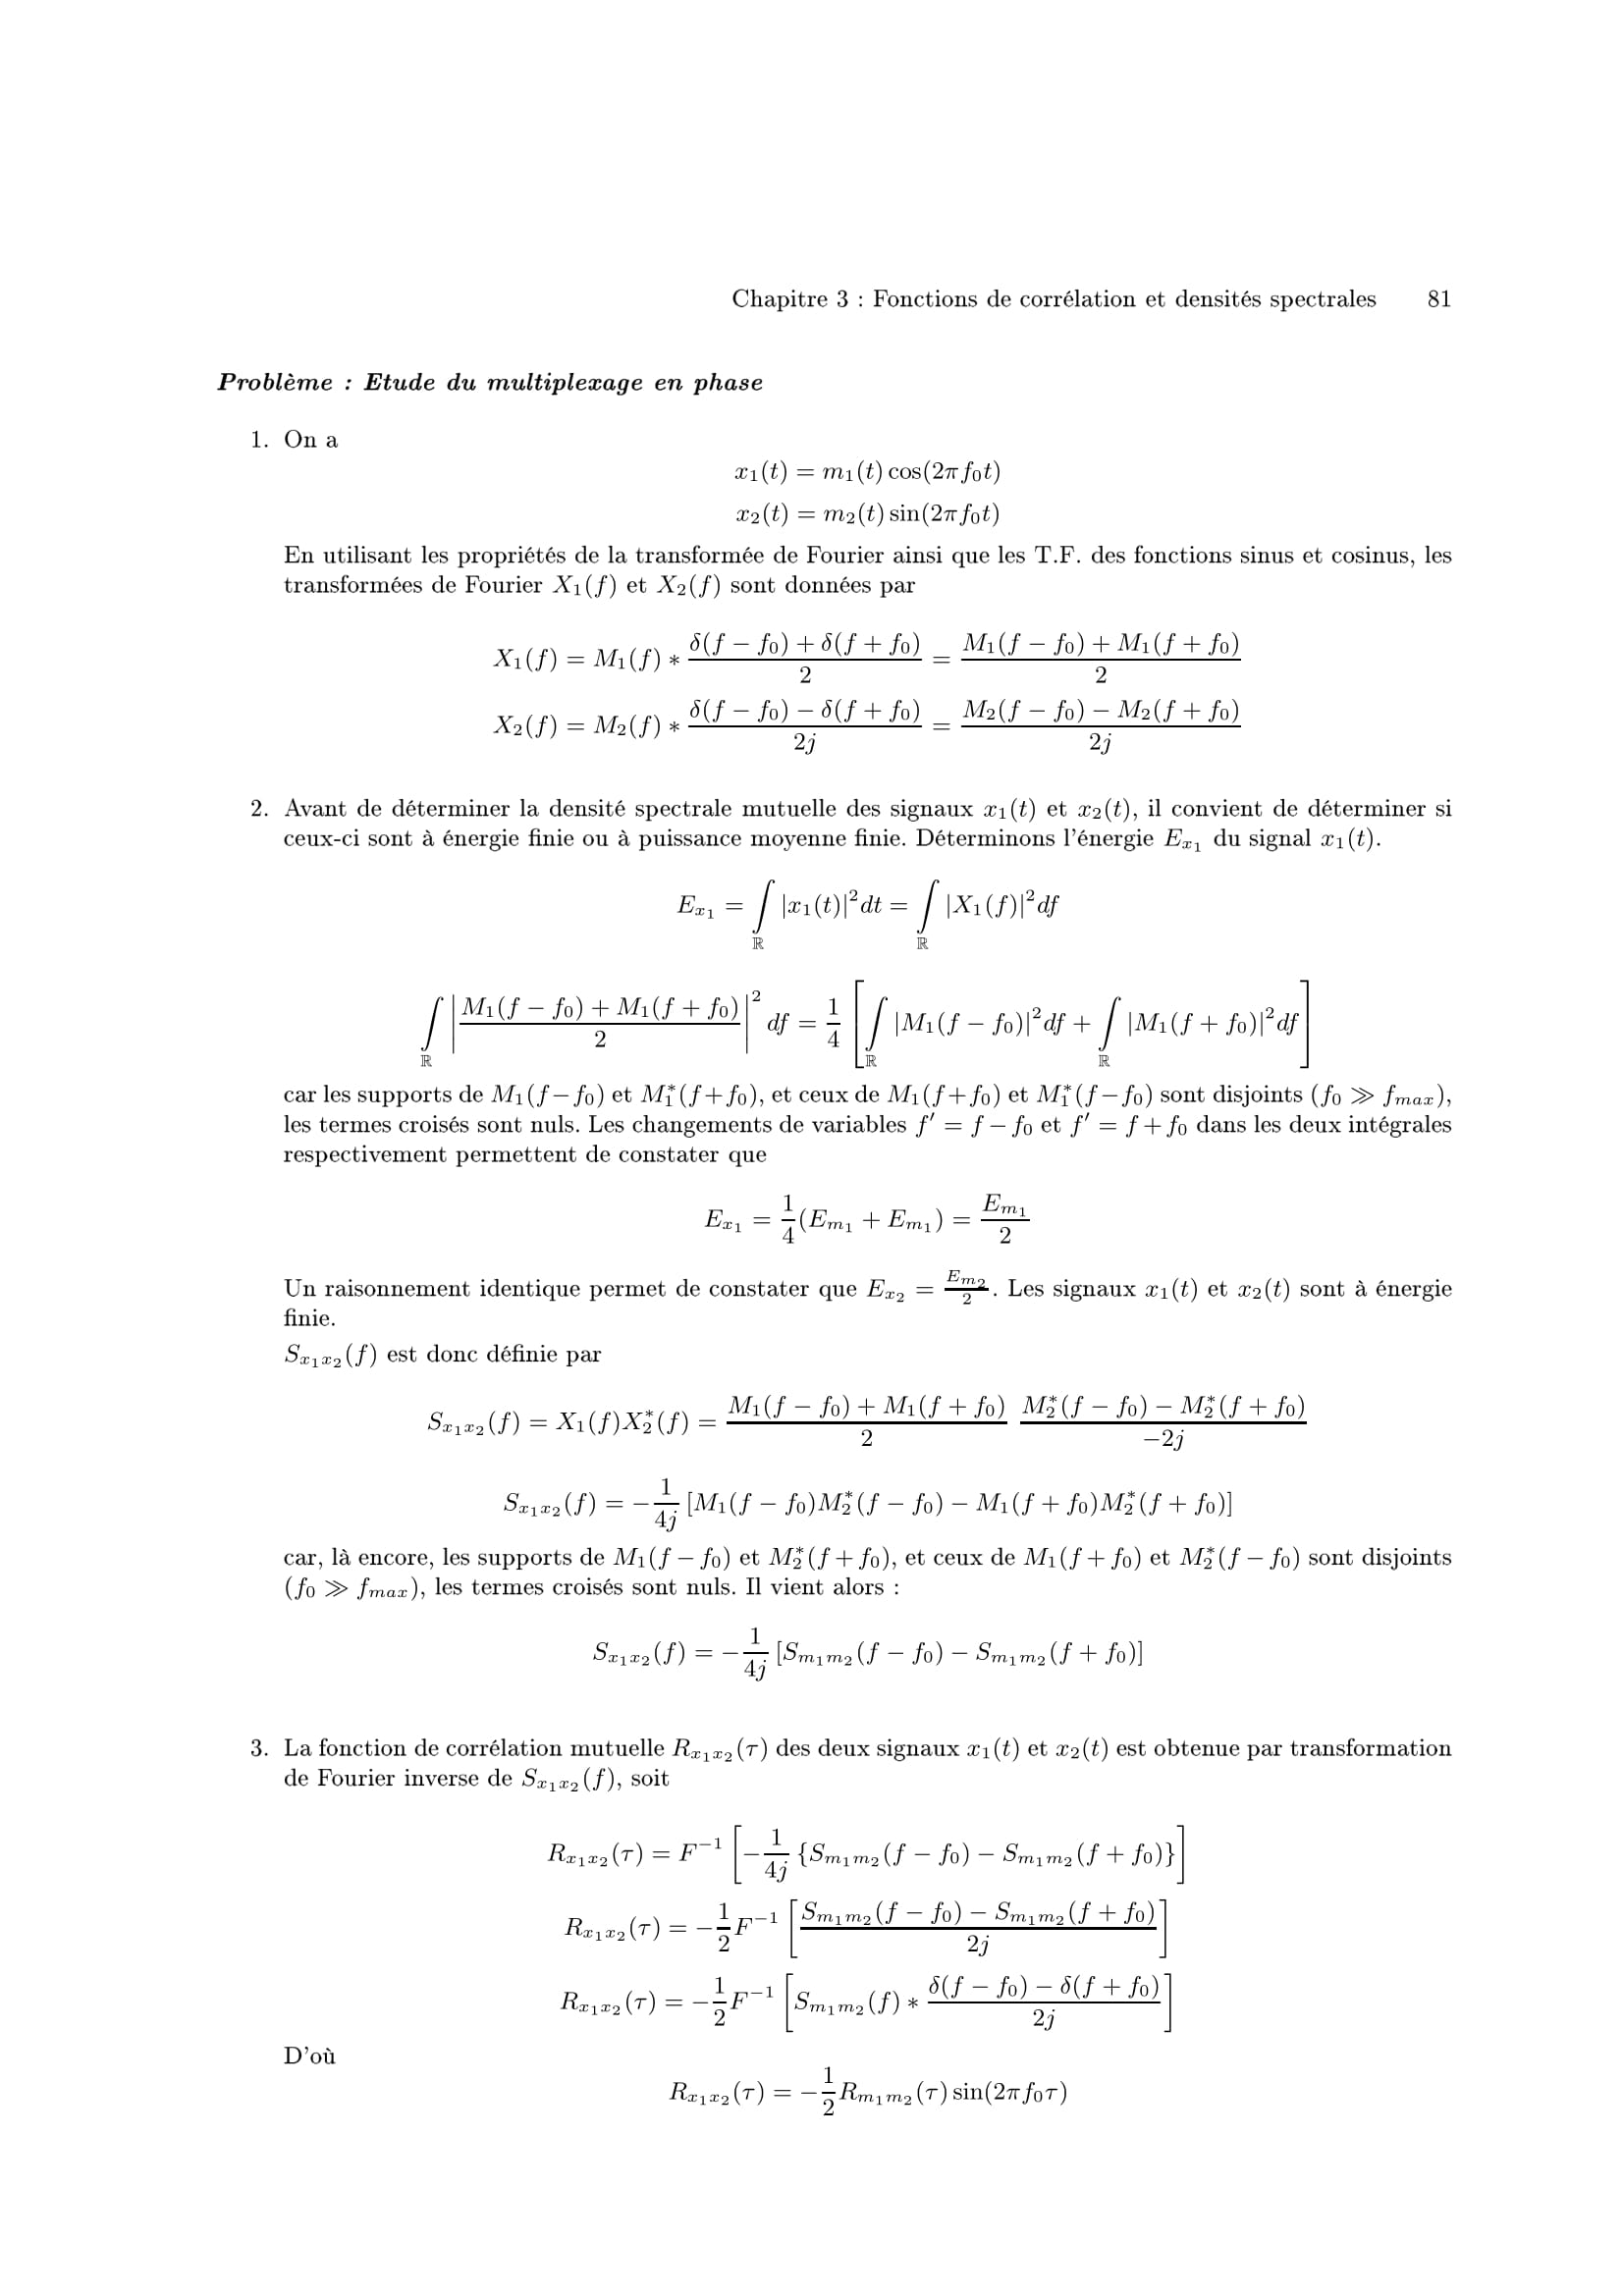 Chapitre 3 : Fonctions de corrélation et densités spectrales 81
Problème : Etude du multiplexage en phase
1. On a
$x_1(t) = m_1(t)\cos(2\pi f_0 t)$
$x_2(t) = m_2(t)\sin(2\pi f_0 t)$
En utilisant les propriétés de la transformée de Fourier ainsi que les T.F. des fonctions sinus et cosinus, les
transformées de Fourier $X_1(f)$ et $X_2(f)$ sont données par
$X_1(f) = M_1(f) * \frac{\delta(f - f_0) + \delta(f + f_0)}{2} = \frac{M_1(f - f_0) + M_1(f + f_0)}{2}$
$X_2(f) = M_2(f) * \frac{\delta(f - f_0) - \delta(f + f_0)}{2j} = \frac{M_2(f - f_0) - M_2(f + f_0)}{2j}$
2. Avant de déterminer la densité spectrale mutuelle des signaux $x_1(t)$ et $x_2(t)$, il convient de déterminer si
ceux-ci sont à énergie finie ou à puissance moyenne finie. Déterminons l'énergie $E_{x_1}$ du signal $x_1(t)$.
$E_{x_1} = \int_{\mathbb{R}} |x_1(t)|^2 dt = \int_{\mathbb{R}} |X_1(f)|^2 df$
$\int_{\mathbb{R}} \left| \frac{M_1(f - f_0) + M_1(f + f_0)}{2} \right|^2 df = \frac{1}{4} \left[ \int_{\mathbb{R}} |M_1(f - f_0)|^2 df + \int_{\mathbb{R}} |M_1(f + f_0)|^2 df \right]$
car les supports de $M_1(f - f_0)$ et $M_1^*(f + f_0)$, et ceux de $M_1(f + f_0)$ et $M_1^*(f - f_0)$ sont disjoints ($f_0 \gg f_{max}$),
les termes croisés sont nuls. Les changements de variables $f' = f - f_0$ et $f' = f + f_0$ dans les deux intégrales
respectivement permettent de constater que
$E_{x_1} = \frac{1}{4}(E_{m_1} + E_{m_1}) = \frac{E_{m_1}}{2}$
Un raisonnement identique permet de constater que $E_{x_2} = \frac{E_{m_2}}{2}$. Les signaux $x_1(t)$ et $x_2(t)$ sont à énergie
finie.
$S_{x_1x_2}(f)$ est donc définie par
$S_{x_1x_2}(f) = X_1(f)X_2^*(f) = \frac{M_1(f - f_0) + M_1(f + f_0)}{2} \frac{M_2^*(f - f_0) - M_2^*(f + f_0)}{-2j}$
$S_{x_1x_2}(f) = -\frac{1}{4j} [M_1(f - f_0)M_2^*(f - f_0) - M_1(f + f_0)M_2^*(f + f_0)]$
car, là encore, les supports de $M_1(f - f_0)$ et $M_2^*(f + f_0)$, et ceux de $M_1(f + f_0)$ et $M_2^*(f - f_0)$ sont disjoints
($f_0 \gg f_{max}$), les termes croisés sont nuls. Il vient alors :
$S_{x_1x_2}(f) = -\frac{1}{4j} [S_{m_1m_2}(f - f_0) - S_{m_1m_2}(f + f_0)]$
3. La fonction de corrélation mutuelle $R_{x_1x_2}(\tau)$ des deux signaux $x_1(t)$ et $x_2(t)$ est obtenue par transformation
de Fourier inverse de $S_{x_1x_2}(f)$, soit
$R_{x_1x_2}(\tau) = F^{-1} \left[ -\frac{1}{4j} \{S_{m_1m_2}(f - f_0) - S_{m_1m_2}(f + f_0)\} \right]$
$R_{x_1x_2}(\tau) = -\frac{1}{2} F^{-1} \left[ \frac{S_{m_1m_2}(f - f_0) - S_{m_1m_2}(f + f_0)}{2j} \right]$
$R_{x_1x_2}(\tau) = -\frac{1}{2} F^{-1} \left[ S_{m_1m_2}(f) * \frac{\delta(f - f_0) - \delta(f + f_0)}{2j} \right]$
D'où
$R_{x_1x_2}(\tau) = -\frac{1}{2} R_{m_1m_2}(\tau)\sin(2\pi f_0 \tau)$